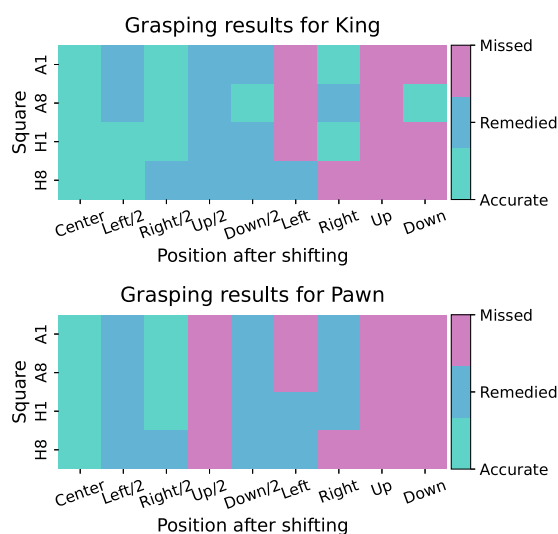 Grasping results for King
Missed
Remedied
Accurate
Square
A1
A8
H1
H8
Center Left/2 Right/2 Up/2 Down/2 Left Right Up Down
Position after shifting
Grasping results for Pawn
Missed
Remedied
Accurate
Square
A1
A8
H1
H8
Center Left/2 Right/2 Up/2 Down/2 Left Right Up Down
Position after shifting